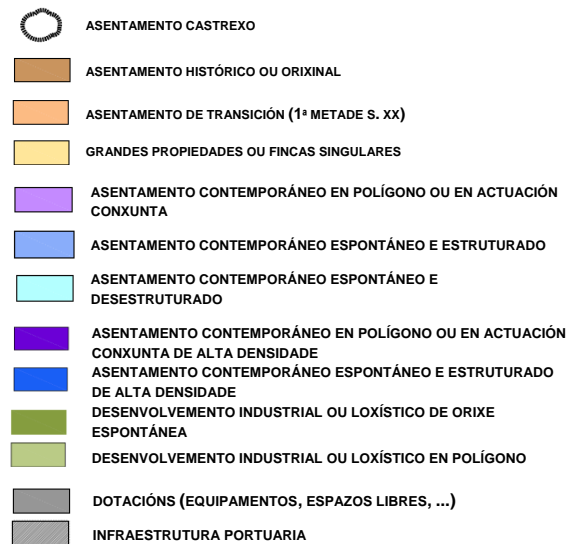 ASENTAMENTO CASTREXO
ASENTAMENTO HISTÓRICO OU ORIXINAL
ASENTAMENTO DE TRANSICIÓN (1ª METADE S. XX)
GRANDES PROPIEDADES OU FINCAS SINGULARES
ASENTAMENTO CONTEMPORÁNEO EN POLÍGONO OU EN ACTUACIÓN
CONXUNTA
ASENTAMENTO CONTEMPORÁNEO ESPONTÁNEO E ESTRUTURADO
ASENTAMENTO CONTEMPORÁNEO ESPONTÁNEO E
DESESTRUTURADO
ASENTAMENTO CONTEMPORÁNEO EN POLÍGONO OU EN ACTUACIÓN
CONXUNTA DE ALTA DENSIDADE
ASENTAMENTO CONTEMPORÁNEO ESPONTÁNEO E ESTRUTURADO
DE ALTA DENSIDADE
DESENVOLVEMENTO INDUSTRIAL OU LOXÍSTICO DE ORIXE
ESPONTÁNEA
DESENVOLVEMENTO INDUSTRIAL OU LOXÍSTICO EN POLÍGONO
DOTACIÓNS (EQUIPAMENTOS, ESPAZOS LIBRES, ...)
INFRAESTRUTURA PORTUARIA